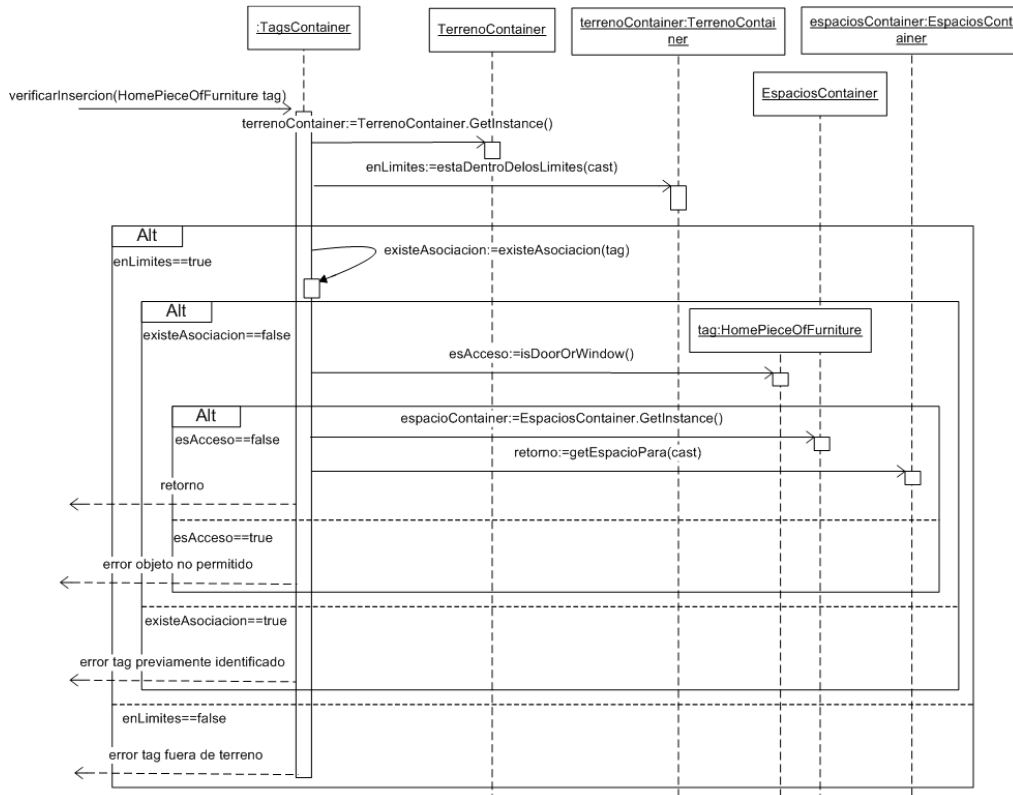 :TagsContainer
TerrenoContainer
terrenoContainer:TerrenoContai
ner
espaciosContainer:EspaciosCont
ainer
EspaciosContainer
verificarInsercion(HomePieceOfFurniture tag)
terrenoContainer:=TerrenoContainer.GetInstance()
enLimites:=estaDentroDelosLimites(cast)
Alt
enLimites==true
existeAsociacion:=existeAsociacion(tag)
Alt
existeAsociacion==false
tag:HomePieceOfFurniture
esAcceso:=isDoorOrWindow()
Alt
esAcceso==false
espacioContainer:=EspaciosContainer.GetInstance()
retorno:=getEspacioPara(cast)
retorno
esAcceso==true
error objeto no permitido
existeAsociacion==true
error tag previamente identificado
enLimites==false
error tag fuera de terreno